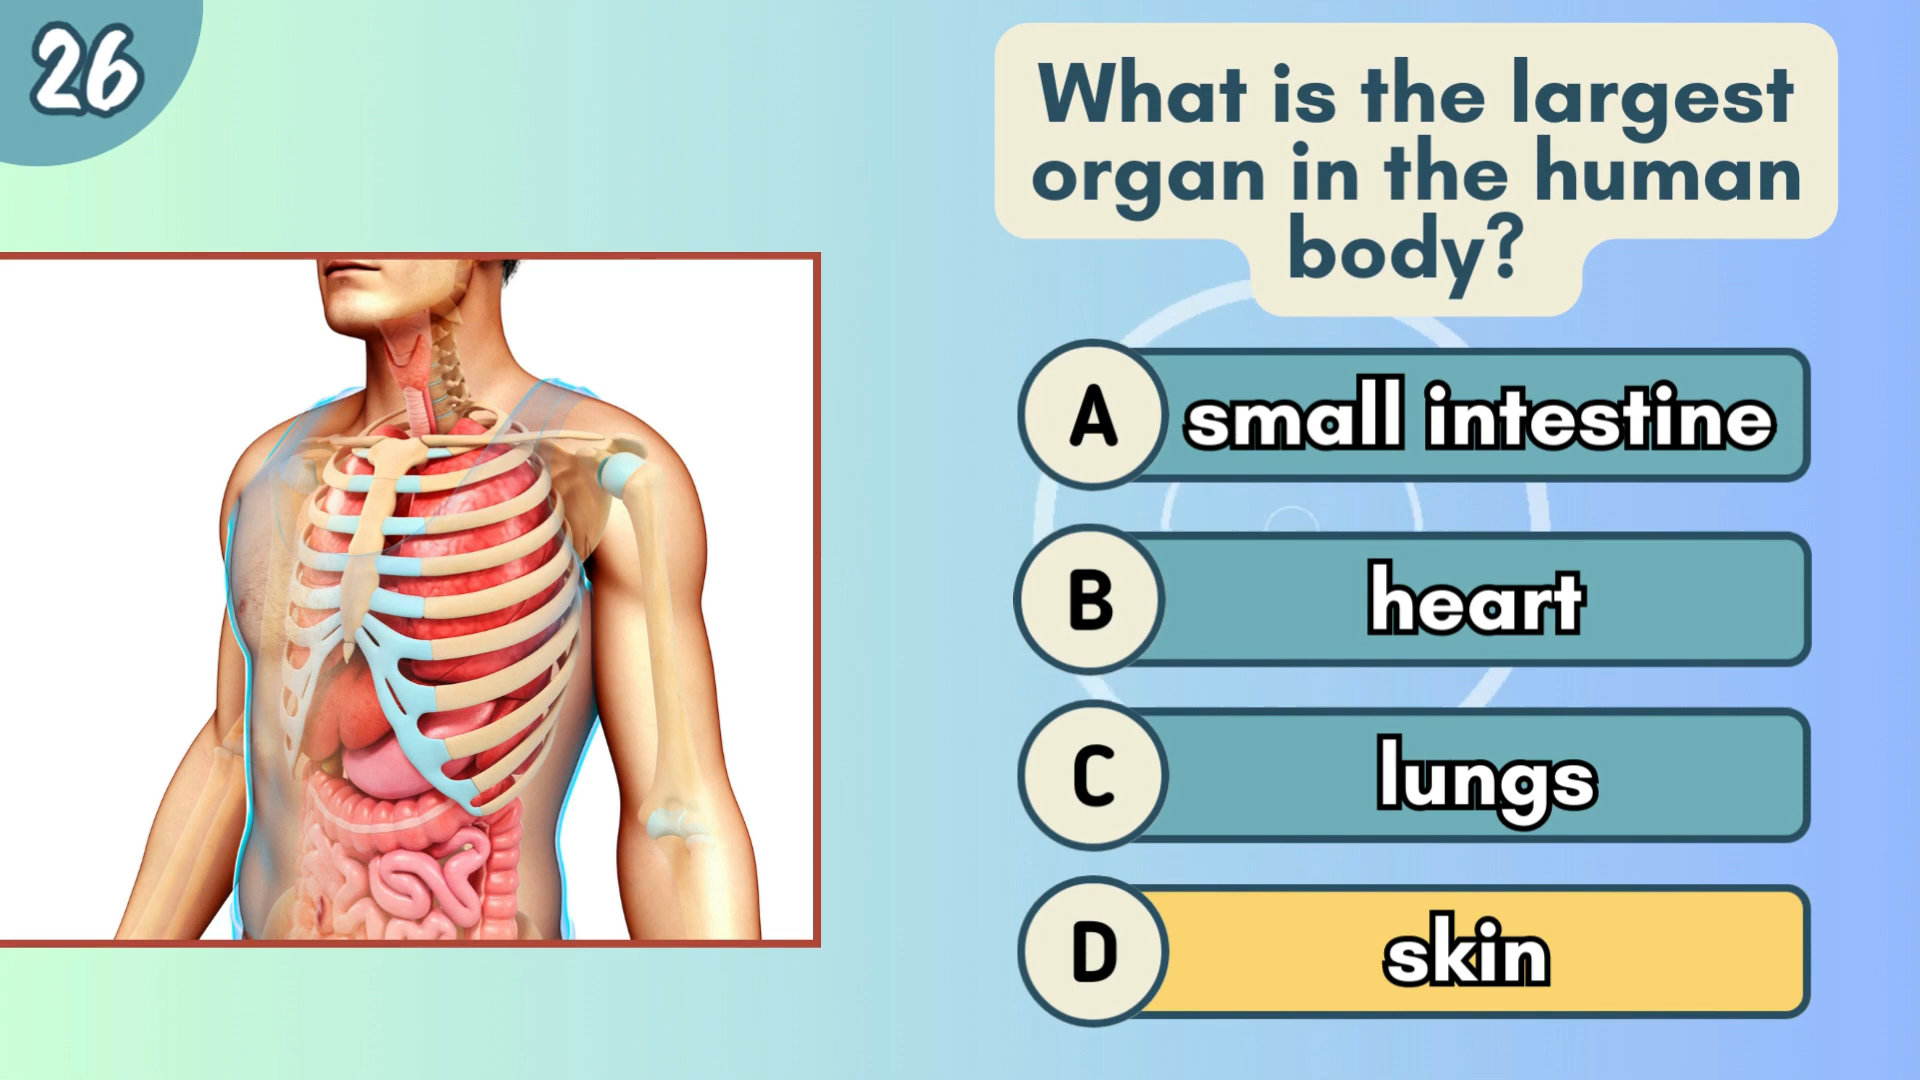 26
What is the largest
organ in the human
body?
A small intestine
B heart
C lungs
D skin